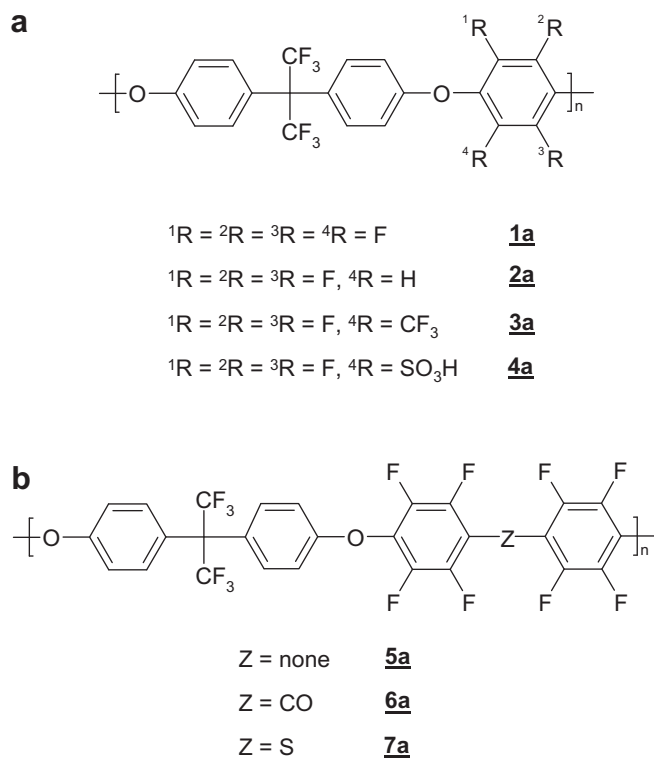 a
¹R ²R
CF₃
O O
n
CF₃
⁴R ³R
¹R = ²R = ³R = ⁴R = F 1a
¹R = ²R = ³R = F, ⁴R = H 2a
¹R = ²R = ³R = F, ⁴R = CF₃ 3a
¹R = ²R = ³R = F, ⁴R = SO₃H 4a
b
F F F F
CF₃
O O Z
n
CF₃
F F F F
Z = none 5a
Z = CO 6a
Z = S 7a